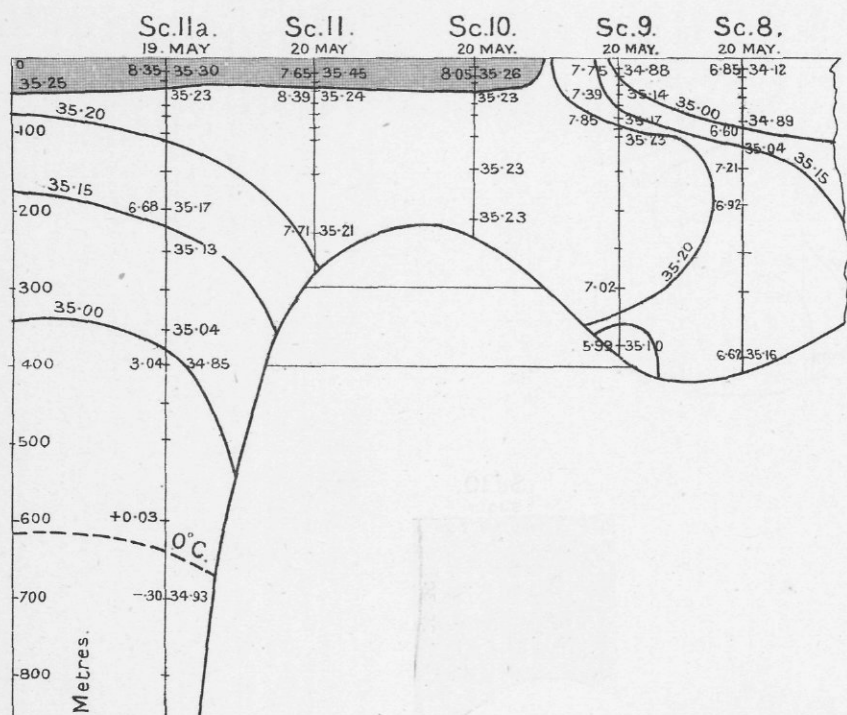 Sc.11a. Sc.11. Sc.10. Sc.9. Sc.8,
19. MAY 20 MAY 20 MAY. 20 MAY. 20 MAY.
0 8·35 35·30 7·65 35·45 8·05 35·26 7·75 34·88 6·85 34·12
35·25 35·23 8·39 35·24 35·23 7·39 35·14 35·00
35·20 7·85 35·17 34·89
-100 35·23 6·60 35·04
35·23 7·21 35·15
35·15 6·68 35·17 6·92
-200 7·71 35·21 35·23
35·13 35·20
-300 7·02
35·00 35·04
5·99 35·10 6·62 35·16
-400 3·04 34·85
-500
-600 +0·03
0°C.
-700 -·30 34·93
-800
Metres.